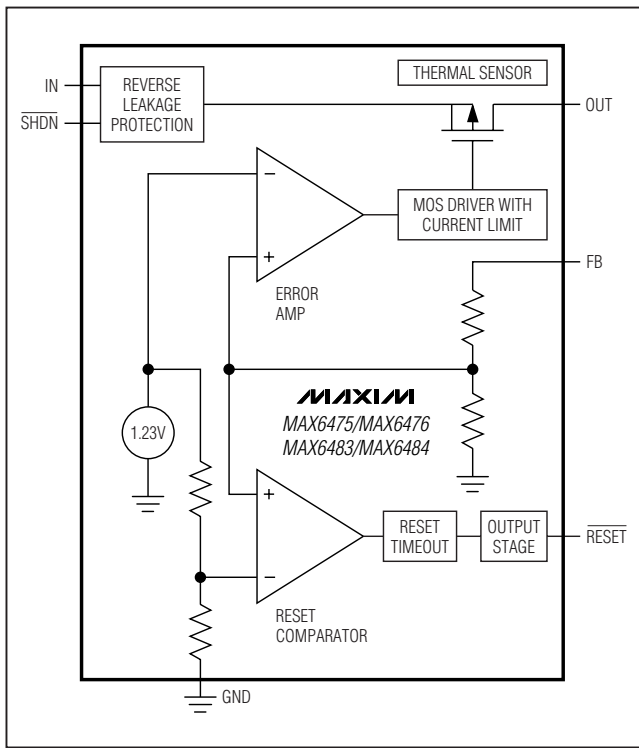 IN
SHDN
REVERSE
LEAKAGE
PROTECTION
THERMAL SENSOR
OUT
−
+
ERROR
AMP
MOS DRIVER WITH
CURRENT LIMIT
FB
1.23V
MAXIM
MAX6475/MAX6476
MAX6483/MAX6484
+
−
RESET
COMPARATOR
RESET
TIMEOUT
OUTPUT
STAGE
RESET
GND